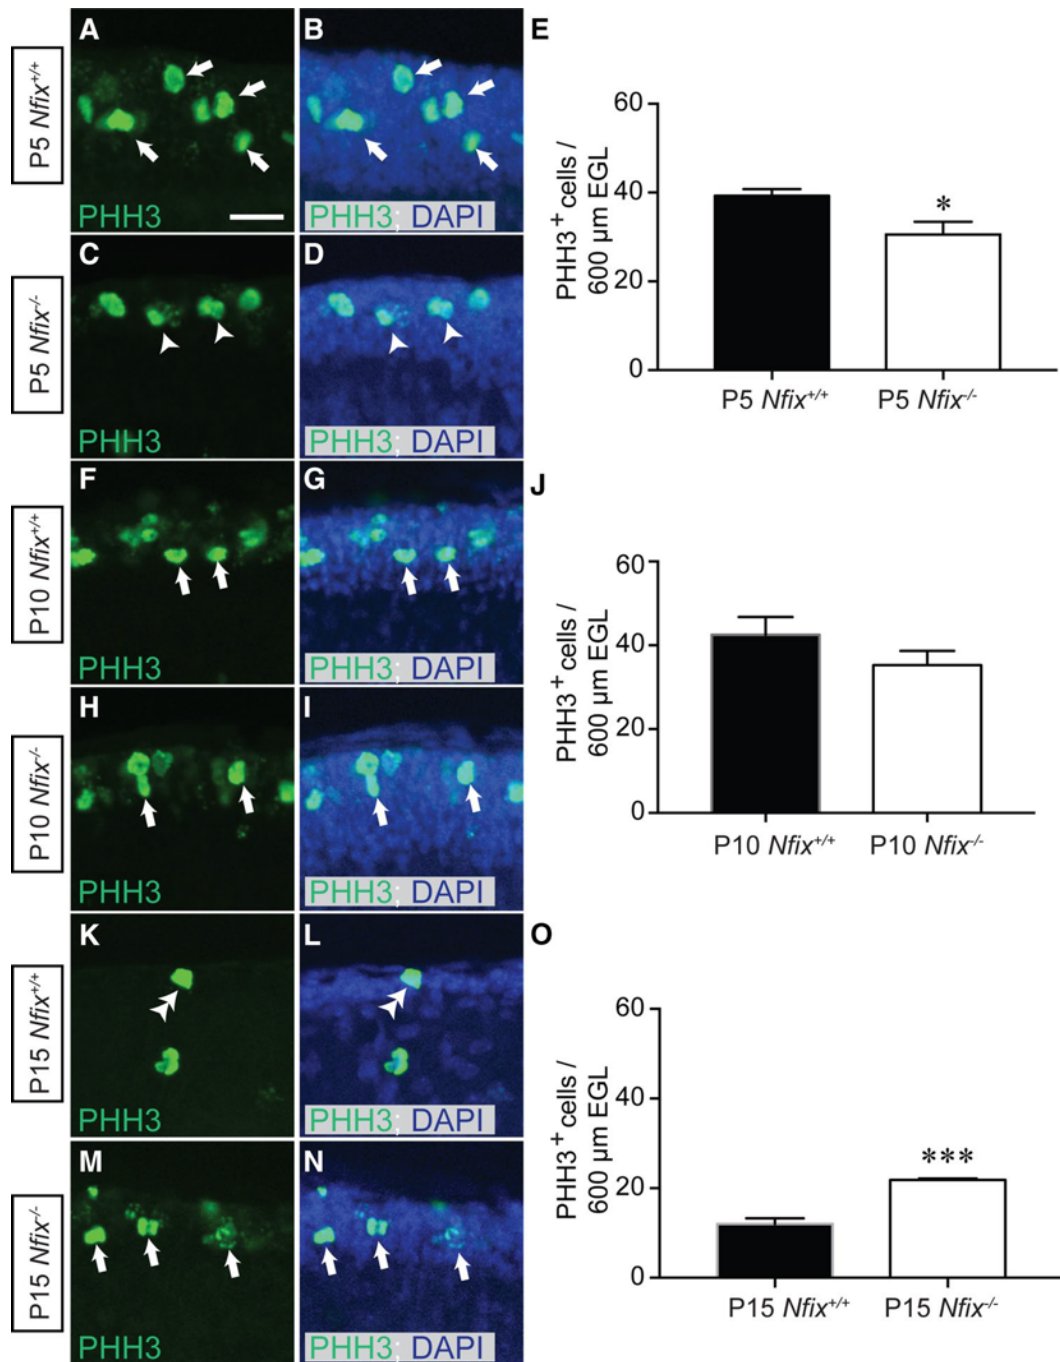 A
B
E
P5 Nfix+/+
PHH3
PHH3; DAPI
PHH3+ cells /
600 µm EGL
60
40
20
0
*
P5 Nfix+/+
P5 Nfix-/-
C
D
P5 Nfix-/-
PHH3
PHH3; DAPI
F
G
J
P10 Nfix+/+
PHH3
PHH3; DAPI
PHH3+ cells /
600 µm EGL
60
40
20
0
P10 Nfix+/+
P10 Nfix-/-
H
I
P10 Nfix-/-
PHH3
PHH3; DAPI
K
L
O
P15 Nfix+/+
PHH3
PHH3; DAPI
PHH3+ cells /
600 µm EGL
60
40
20
0
***
P15 Nfix+/+
P15 Nfix-/-
M
N
P15 Nfix-/-
PHH3
PHH3; DAPI